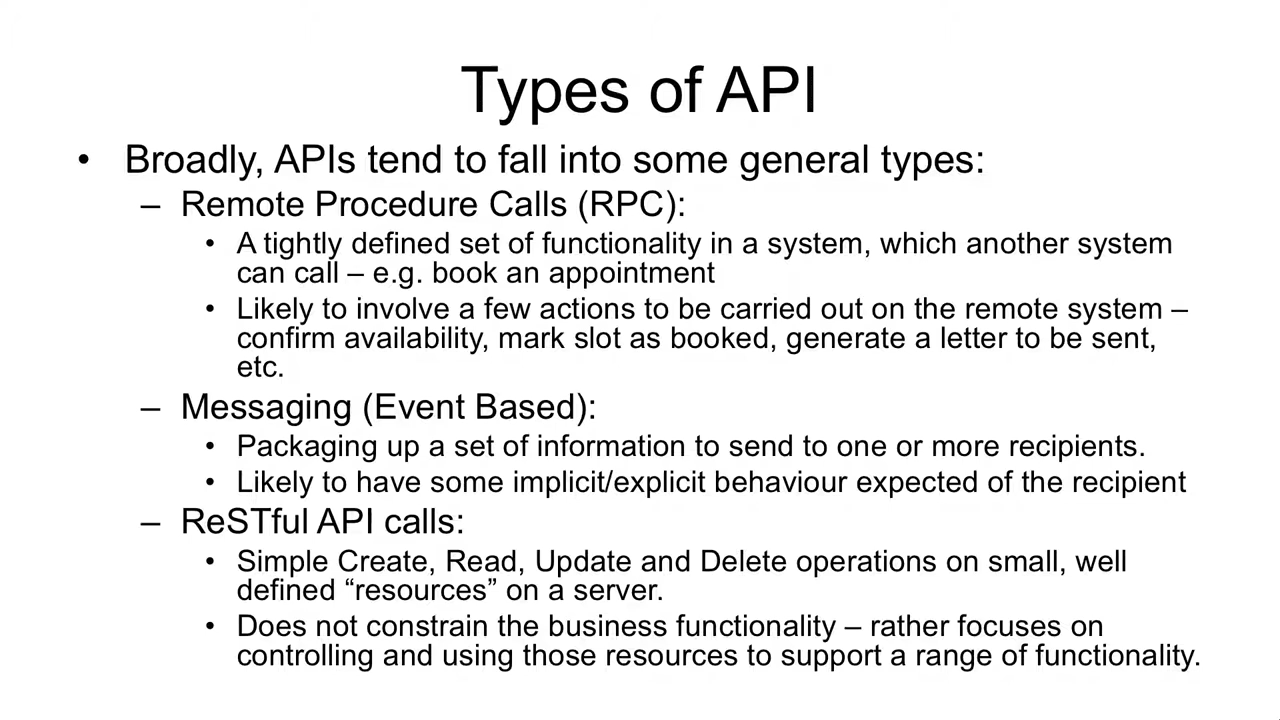 Types of API
• Broadly, APIs tend to fall into some general types:
– Remote Procedure Calls (RPC):
• A tightly defined set of functionality in a system, which another system
can call – e.g. book an appointment
• Likely to involve a few actions to be carried out on the remote system –
confirm availability, mark slot as booked, generate a letter to be sent,
etc.
– Messaging (Event Based):
• Packaging up a set of information to send to one or more recipients.
• Likely to have some implicit/explicit behaviour expected of the recipient
– ReSTful API calls:
• Simple Create, Read, Update and Delete operations on small, well
defined “resources” on a server.
• Does not constrain the business functionality – rather focuses on
controlling and using those resources to support a range of functionality.